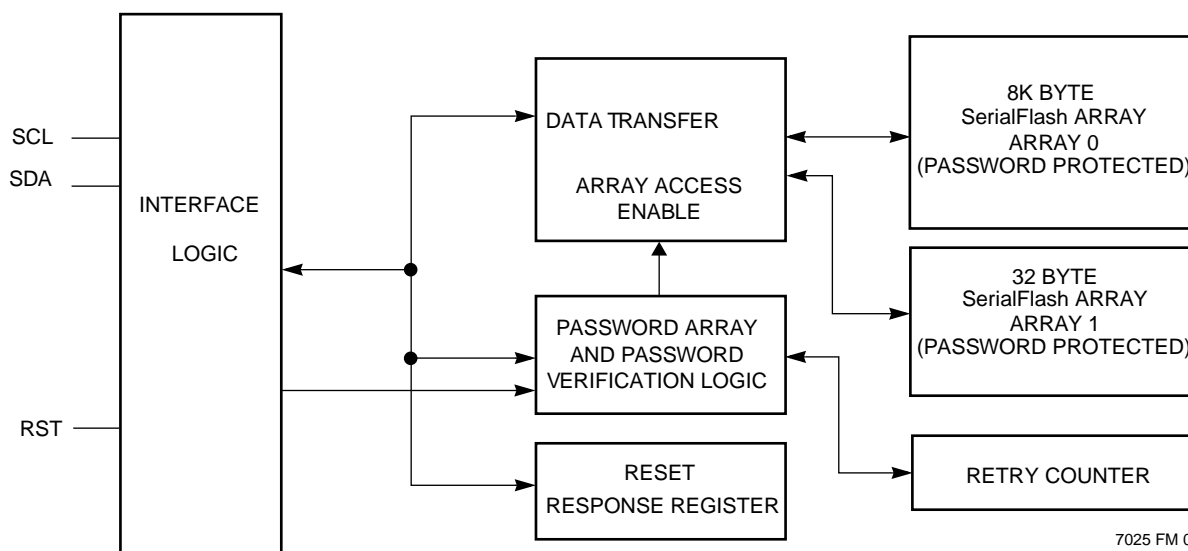 SCL
SDA
RST
INTERFACE
LOGIC
DATA TRANSFER
ARRAY ACCESS
ENABLE
PASSWORD ARRAY
AND PASSWORD
VERIFICATION LOGIC
RESET
RESPONSE REGISTER
8K BYTE
SerialFlash ARRAY
ARRAY 0
(PASSWORD PROTECTED)
32 BYTE
SerialFlash ARRAY
ARRAY 1
(PASSWORD PROTECTED)
RETRY COUNTER
7025 FM